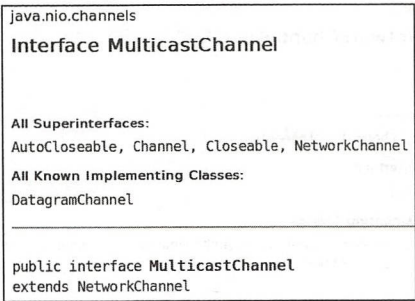 java.nio.channels
Interface MulticastChannel
All Superinterfaces:
AutoCloseable, Channel, Closeable, NetworkChannel
All Known Implementing Classes:
DatagramChannel
public interface MulticastChannel
extends NetworkChannel